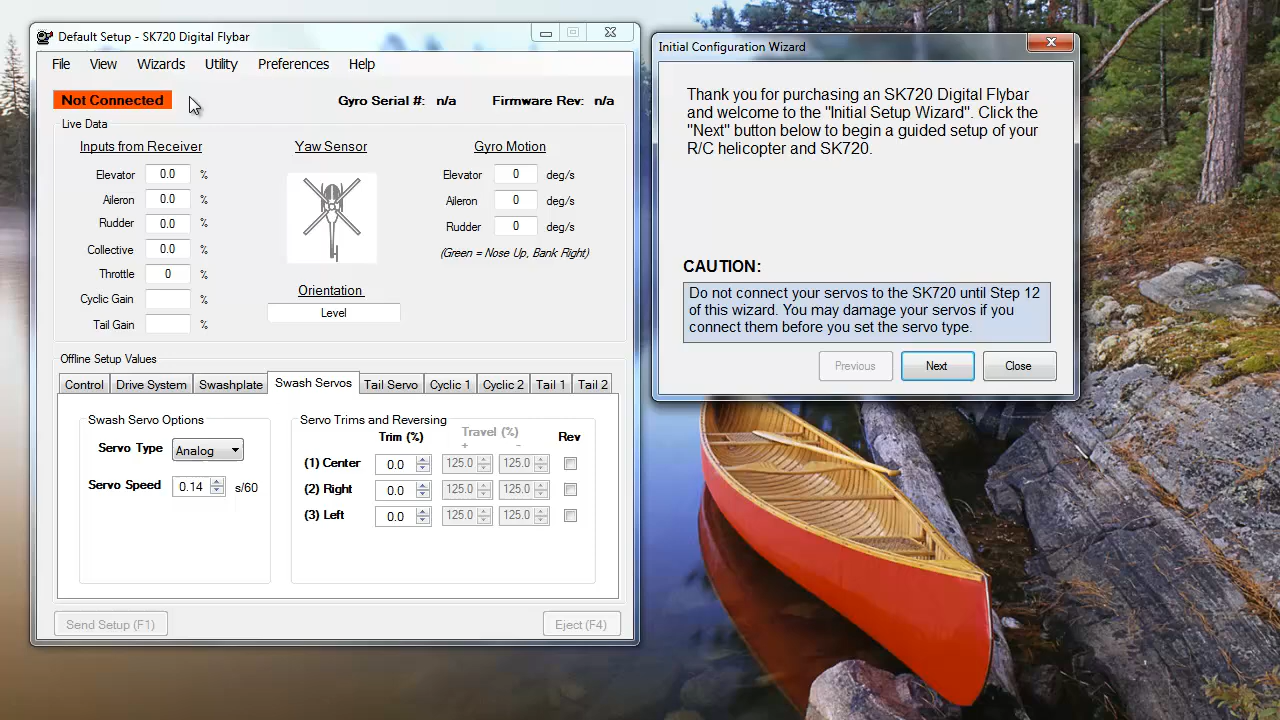 Default Setup - SK720 Digital Flybar
File View Wizards Utility Preferences Help
Not Connected Gyro Serial #: n/a Firmware Rev: n/a
Live Data
Inputs from Receiver Yaw Sensor Gyro Motion
Elevator 0.0 % Elevator 0 deg/s
Aileron 0.0 % Aileron 0 deg/s
Rudder 0.0 % Rudder 0 deg/s
Collective 0.0 % (Green = Nose Up, Bank Right)
Throttle 0 %
Cyclic Gain % Orientation
Tail Gain % Level
Offline Setup Values
Control Drive System Swashplate Swash Servos Tail Servo Cyclic 1 Cyclic 2 Tail 1 Tail 2
Swash Servo Options
Servo Type Analog
Servo Speed 0.14 s/60
Servo Trims and Reversing
Trim (%) Travel (%) Rev
+ -
(1) Center 0.0 125.0 125.0
(2) Right 0.0 125.0 125.0
(3) Left 0.0 125.0 125.0
Send Setup (F1) Eject (F4)
Initial Configuration Wizard
Thank you for purchasing an SK720 Digital Flybar
and welcome to the "Initial Setup Wizard". Click the
"Next" button below to begin a guided setup of your
R/C helicopter and SK720.
CAUTION:
Do not connect your servos to the SK720 until Step 12
of this wizard. You may damage your servos if you
connect them before you set the servo type.
Previous Next Close